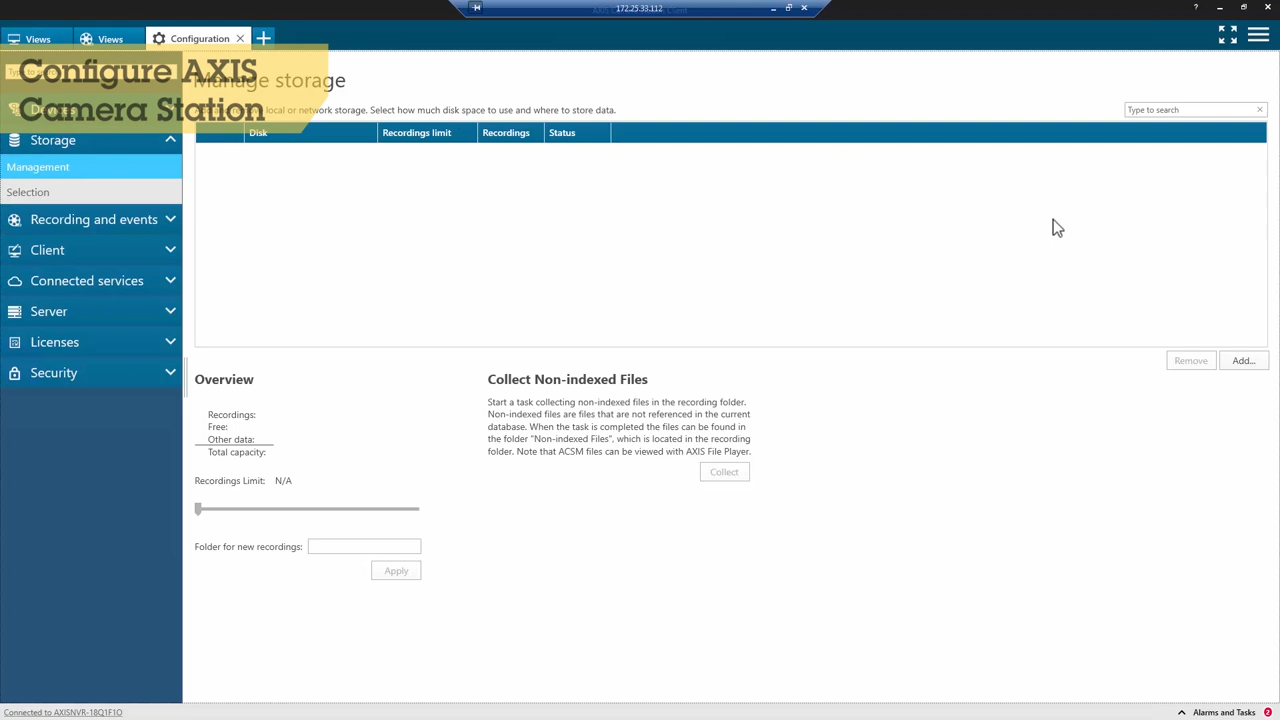 172.25.33.112
Views
Views
Configuration
Configure AXIS
Camera Station
Manage storage
local or network storage. Select how much disk space to use and where to store data.
Type to search
Devices
Storage
Management
Selection
Recording and events
Client
Connected services
Server
Licenses
Security
Disk
Recordings limit
Recordings
Status
Remove
Add...
Overview
Recordings:
Free:
Other data:
Total capacity:
Recordings Limit: N/A
Folder for new recordings:
Apply
Collect Non-indexed Files
Start a task collecting non-indexed files in the recording folder.
Non-indexed files are files that are not referenced in the current
database. When the task is completed the files can be found in
the folder "Non-indexed Files", which is located in the recording
folder. Note that ACSM files can be viewed with AXIS File Player.
Collect
Connected to AXISNVR-18Q1F1O
Alarms and Tasks 2